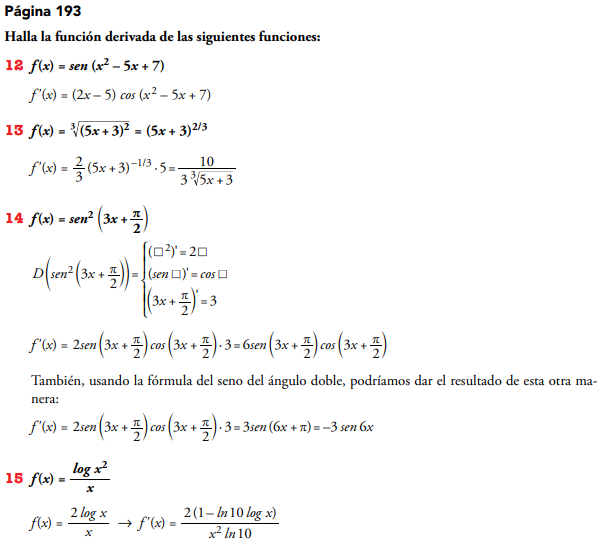 Página 193
Halla la función derivada de las siguientes funciones:
12 f(x) = sen (x² – 5x + 7)
f'(x) = (2x – 5) cos (x² – 5x + 7)
13 f(x) = ∛(5x + 3)² = (5x + 3)^(2/3)
f'(x) = 2/3 (5x + 3)^(–1/3) · 5 = 10 / (3 ∛(5x + 3))
14 f(x) = sen² (3x + π/2)
D(sen² (3x + π/2)) = { (□²)' = 2□
(sen □)' = cos □
(3x + π/2)' = 3
f'(x) = 2sen (3x + π/2) cos (3x + π/2) · 3 = 6sen (3x + π/2) cos (3x + π/2)
También, usando la fórmula del seno del ángulo doble, podríamos dar el resultado de esta otra ma-
nera:
f'(x) = 2sen (3x + π/2) cos (3x + π/2) · 3 = 3sen (6x + π) = –3 sen 6x
15 f(x) = log x² / x
f(x) = 2 log x / x → f'(x) = 2 (1 – ln 10 log x) / (x² ln 10)